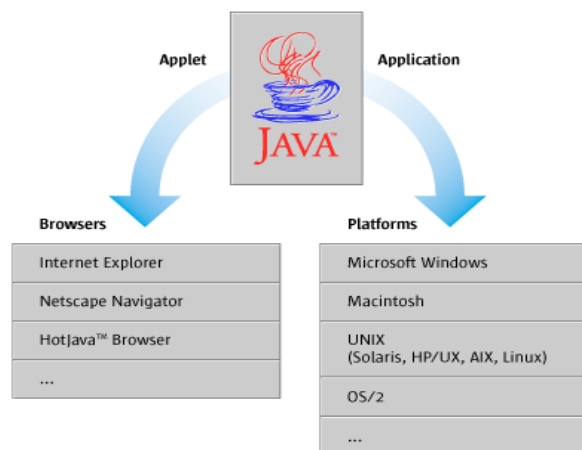 Applet
Application
JAVA™
Browsers
Internet Explorer
Netscape Navigator
HotJava™ Browser
...
Platforms
Microsoft Windows
Macintosh
UNIX
(Solaris, HP/UX, AIX, Linux)
OS/2
...